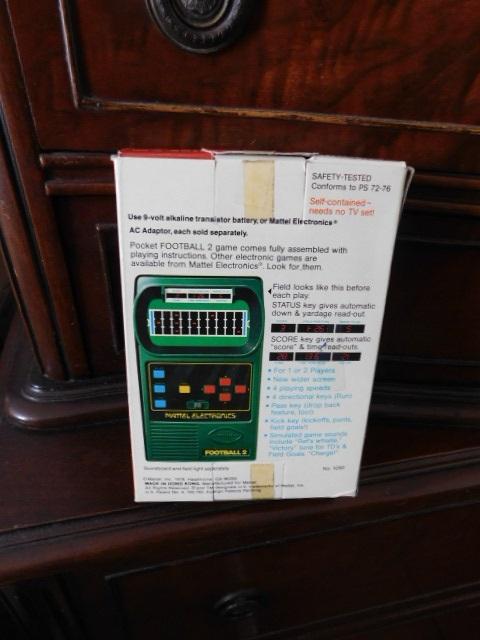 SAFETY-TESTED
Conforms to PS 72-76
Self-contained-
needs no TV set!
Use 9-volt alkaline transistor battery, or Mattel Electronics®
AC Adaptor, each sold separately.
Pocket FOOTBALL 2 game comes fully assembled with
playing instructions. Other electronic games are
available from Mattel Electronics®. Look for them.
Field looks like this before
each play.
STATUS key gives automatic
down & yardage read-out.
SCORE key gives automatic
"score" & time read-outs.
• For 1 or 2 Players
• New wider screen
• 4 playing speeds
• 4 directional keys (Run)
• Pass key (drop back
feature, too!)
• Kick key (kickoffs, punts,
field goals!)
• Simulated game sounds
include "Ref's whistle,"
"Victory" tune for TD's &
Field Goals "Charge!"
MATTEL ELECTRONICS
FOOTBALL 2
No. 1050
MADE IN HONG KONG.
All Rights Reserved.